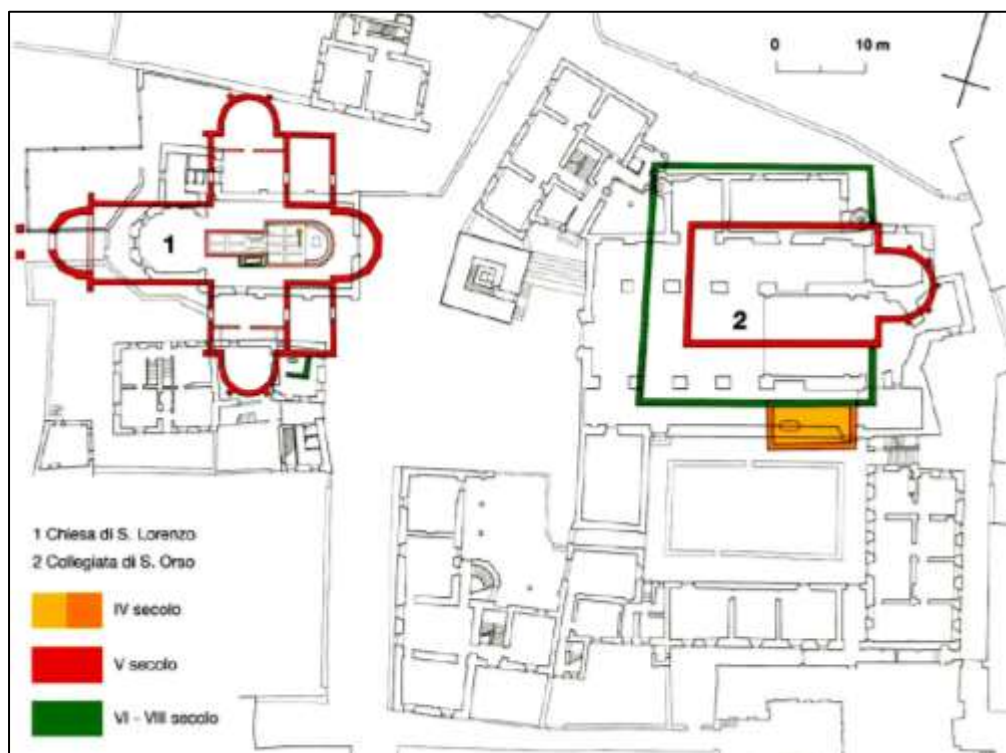 0 10 m
1
2
1 Chiesa di S. Lorenzo
2 Collegiata di S. Orso
IV secolo
V secolo
VI - VIII secolo